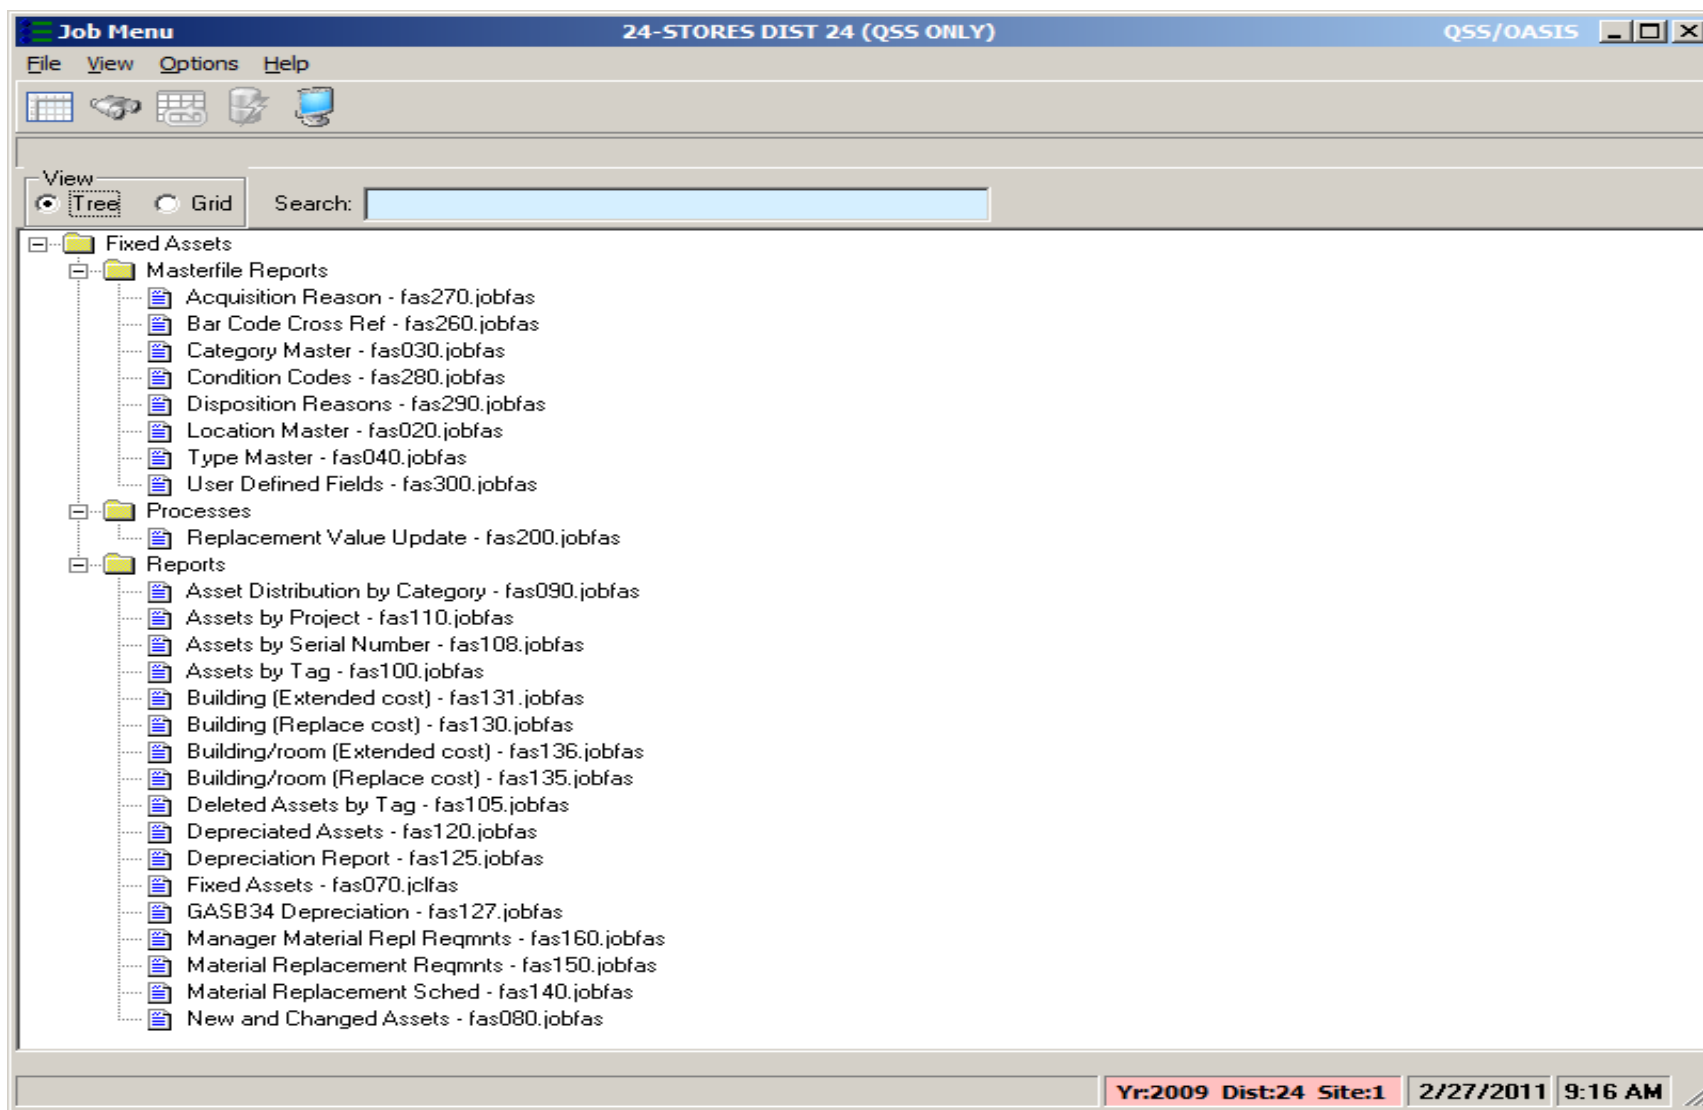 Job Menu 24-STORES DIST 24 (QSS ONLY) QSS/OASIS
File View Options Help
View
Tree Grid Search:
Fixed Assets
Masterfile Reports
Acquisition Reason - fas270.jobfas
Bar Code Cross Ref - fas260.jobfas
Category Master - fas030.jobfas
Condition Codes - fas280.jobfas
Disposition Reasons - fas290.jobfas
Location Master - fas020.jobfas
Type Master - fas040.jobfas
User Defined Fields - fas300.jobfas
Processes
Replacement Value Update - fas200.jobfas
Reports
Asset Distribution by Category - fas090.jobfas
Assets by Project - fas110.jobfas
Assets by Serial Number - fas108.jobfas
Assets by Tag - fas100.jobfas
Building (Extended cost) - fas131.jobfas
Building (Replace cost) - fas130.jobfas
Building/room (Extended cost) - fas136.jobfas
Building/room (Replace cost) - fas135.jobfas
Deleted Assets by Tag - fas105.jobfas
Depreciated Assets - fas120.jobfas
Depreciation Report - fas125.jobfas
Fixed Assets - fas070.jclfas
GASB34 Depreciation - fas127.jobfas
Manager Material Repl Reqmnts - fas160.jobfas
Material Replacement Reqmnts - fas150.jobfas
Material Replacement Sched - fas140.jobfas
New and Changed Assets - fas080.jobfas
Yr:2009 Dist:24 Site:1 2/27/2011 9:16 AM